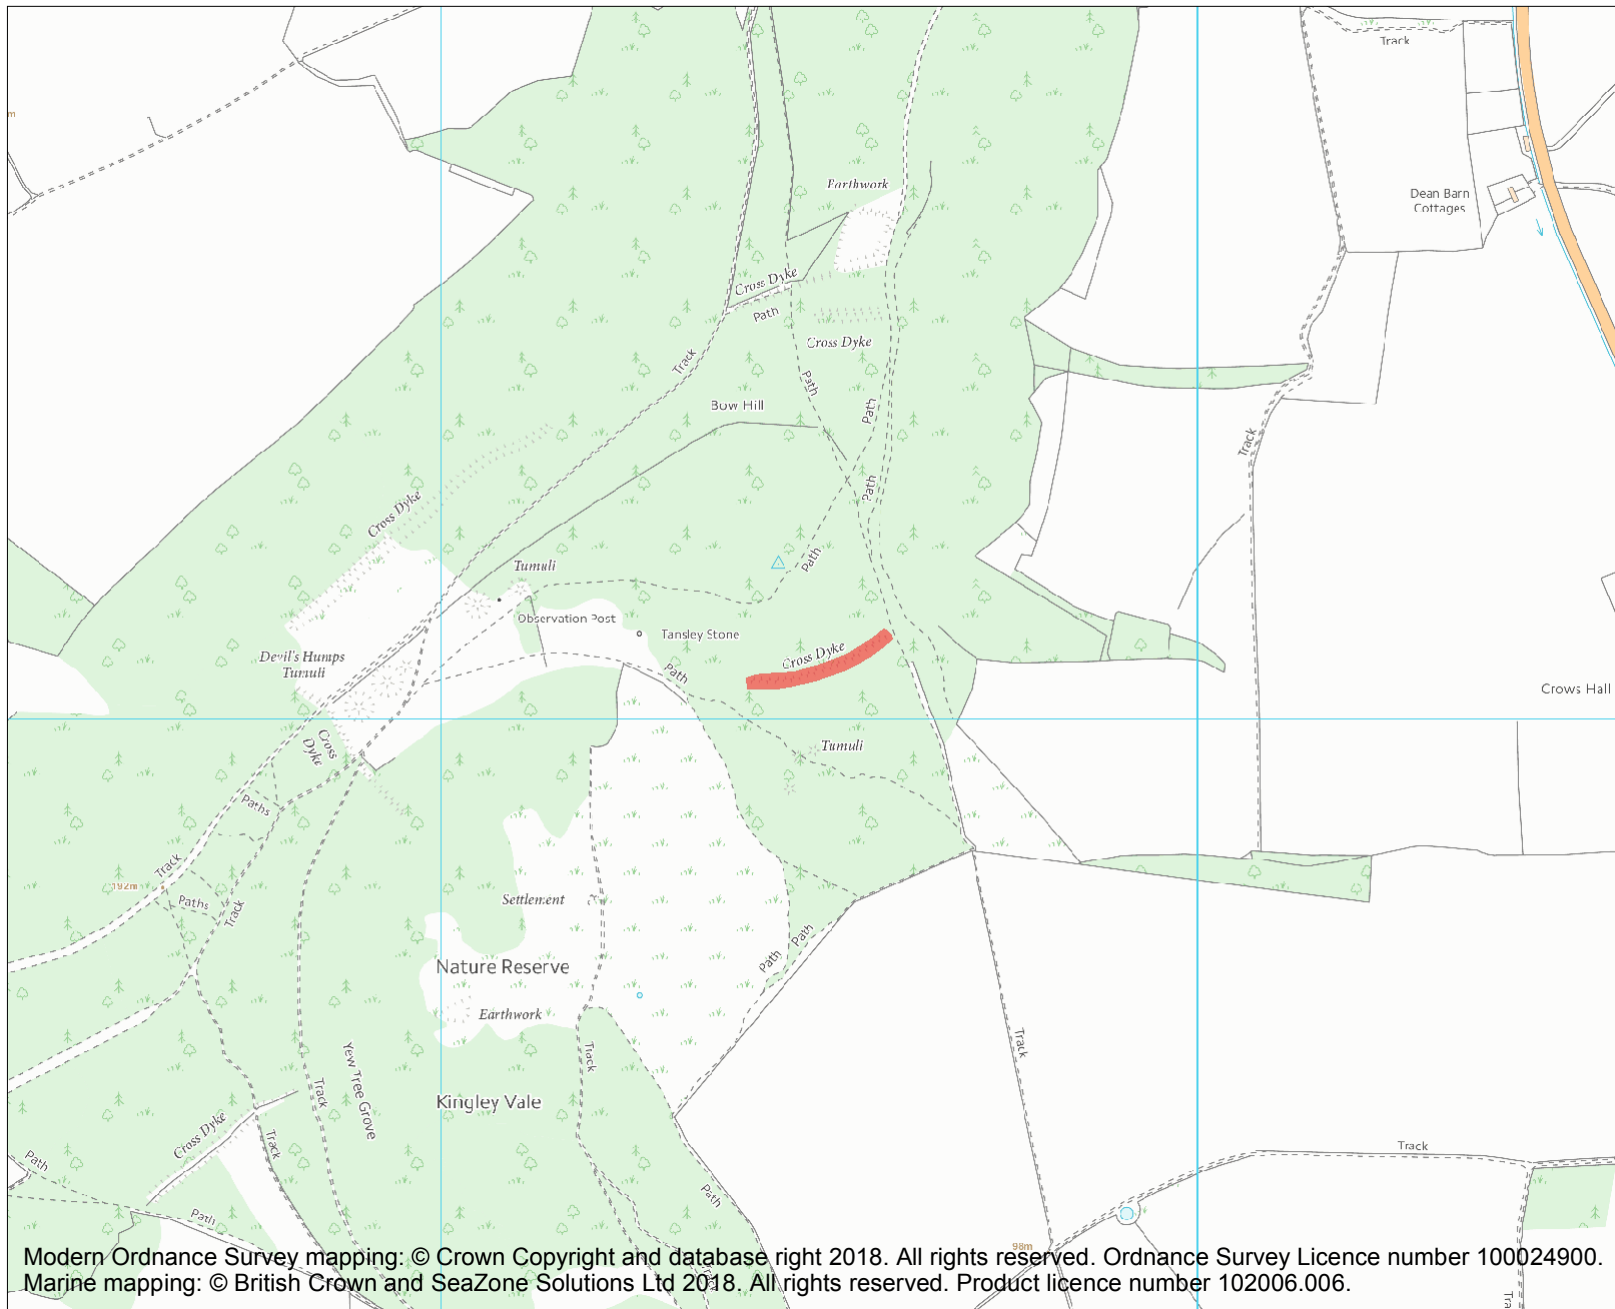 Track
m
Dean Barn
Cottages
Earthwork
Cross Dyke
Path
Cross Dyke
Track
Path
Bow Hill
Path
Track
Cross Dyke
Path
Path
Tumuli
Observation Post
Tansley Stone
Devil's Humps
Tumuli
Cross Dyke
Path
Crows Hall
Cross
Dyke
Tumuli
Paths
Track
192m
Paths
Track
Settlement
Path
Path
Nature Reserve
Earthwork
Track
Track
Yew Tree Grove
Track
Kingley Vale
Cross Dyke
Track
Path
Track
Path
Path
98m
Track
Modern Ordnance Survey mapping: © Crown Copyright and database right 2018. All rights reserved. Ordnance Survey Licence number 100024900.
Marine mapping: © British Crown and SeaZone Solutions Ltd 2018. All rights reserved. Product licence number 102006.006.